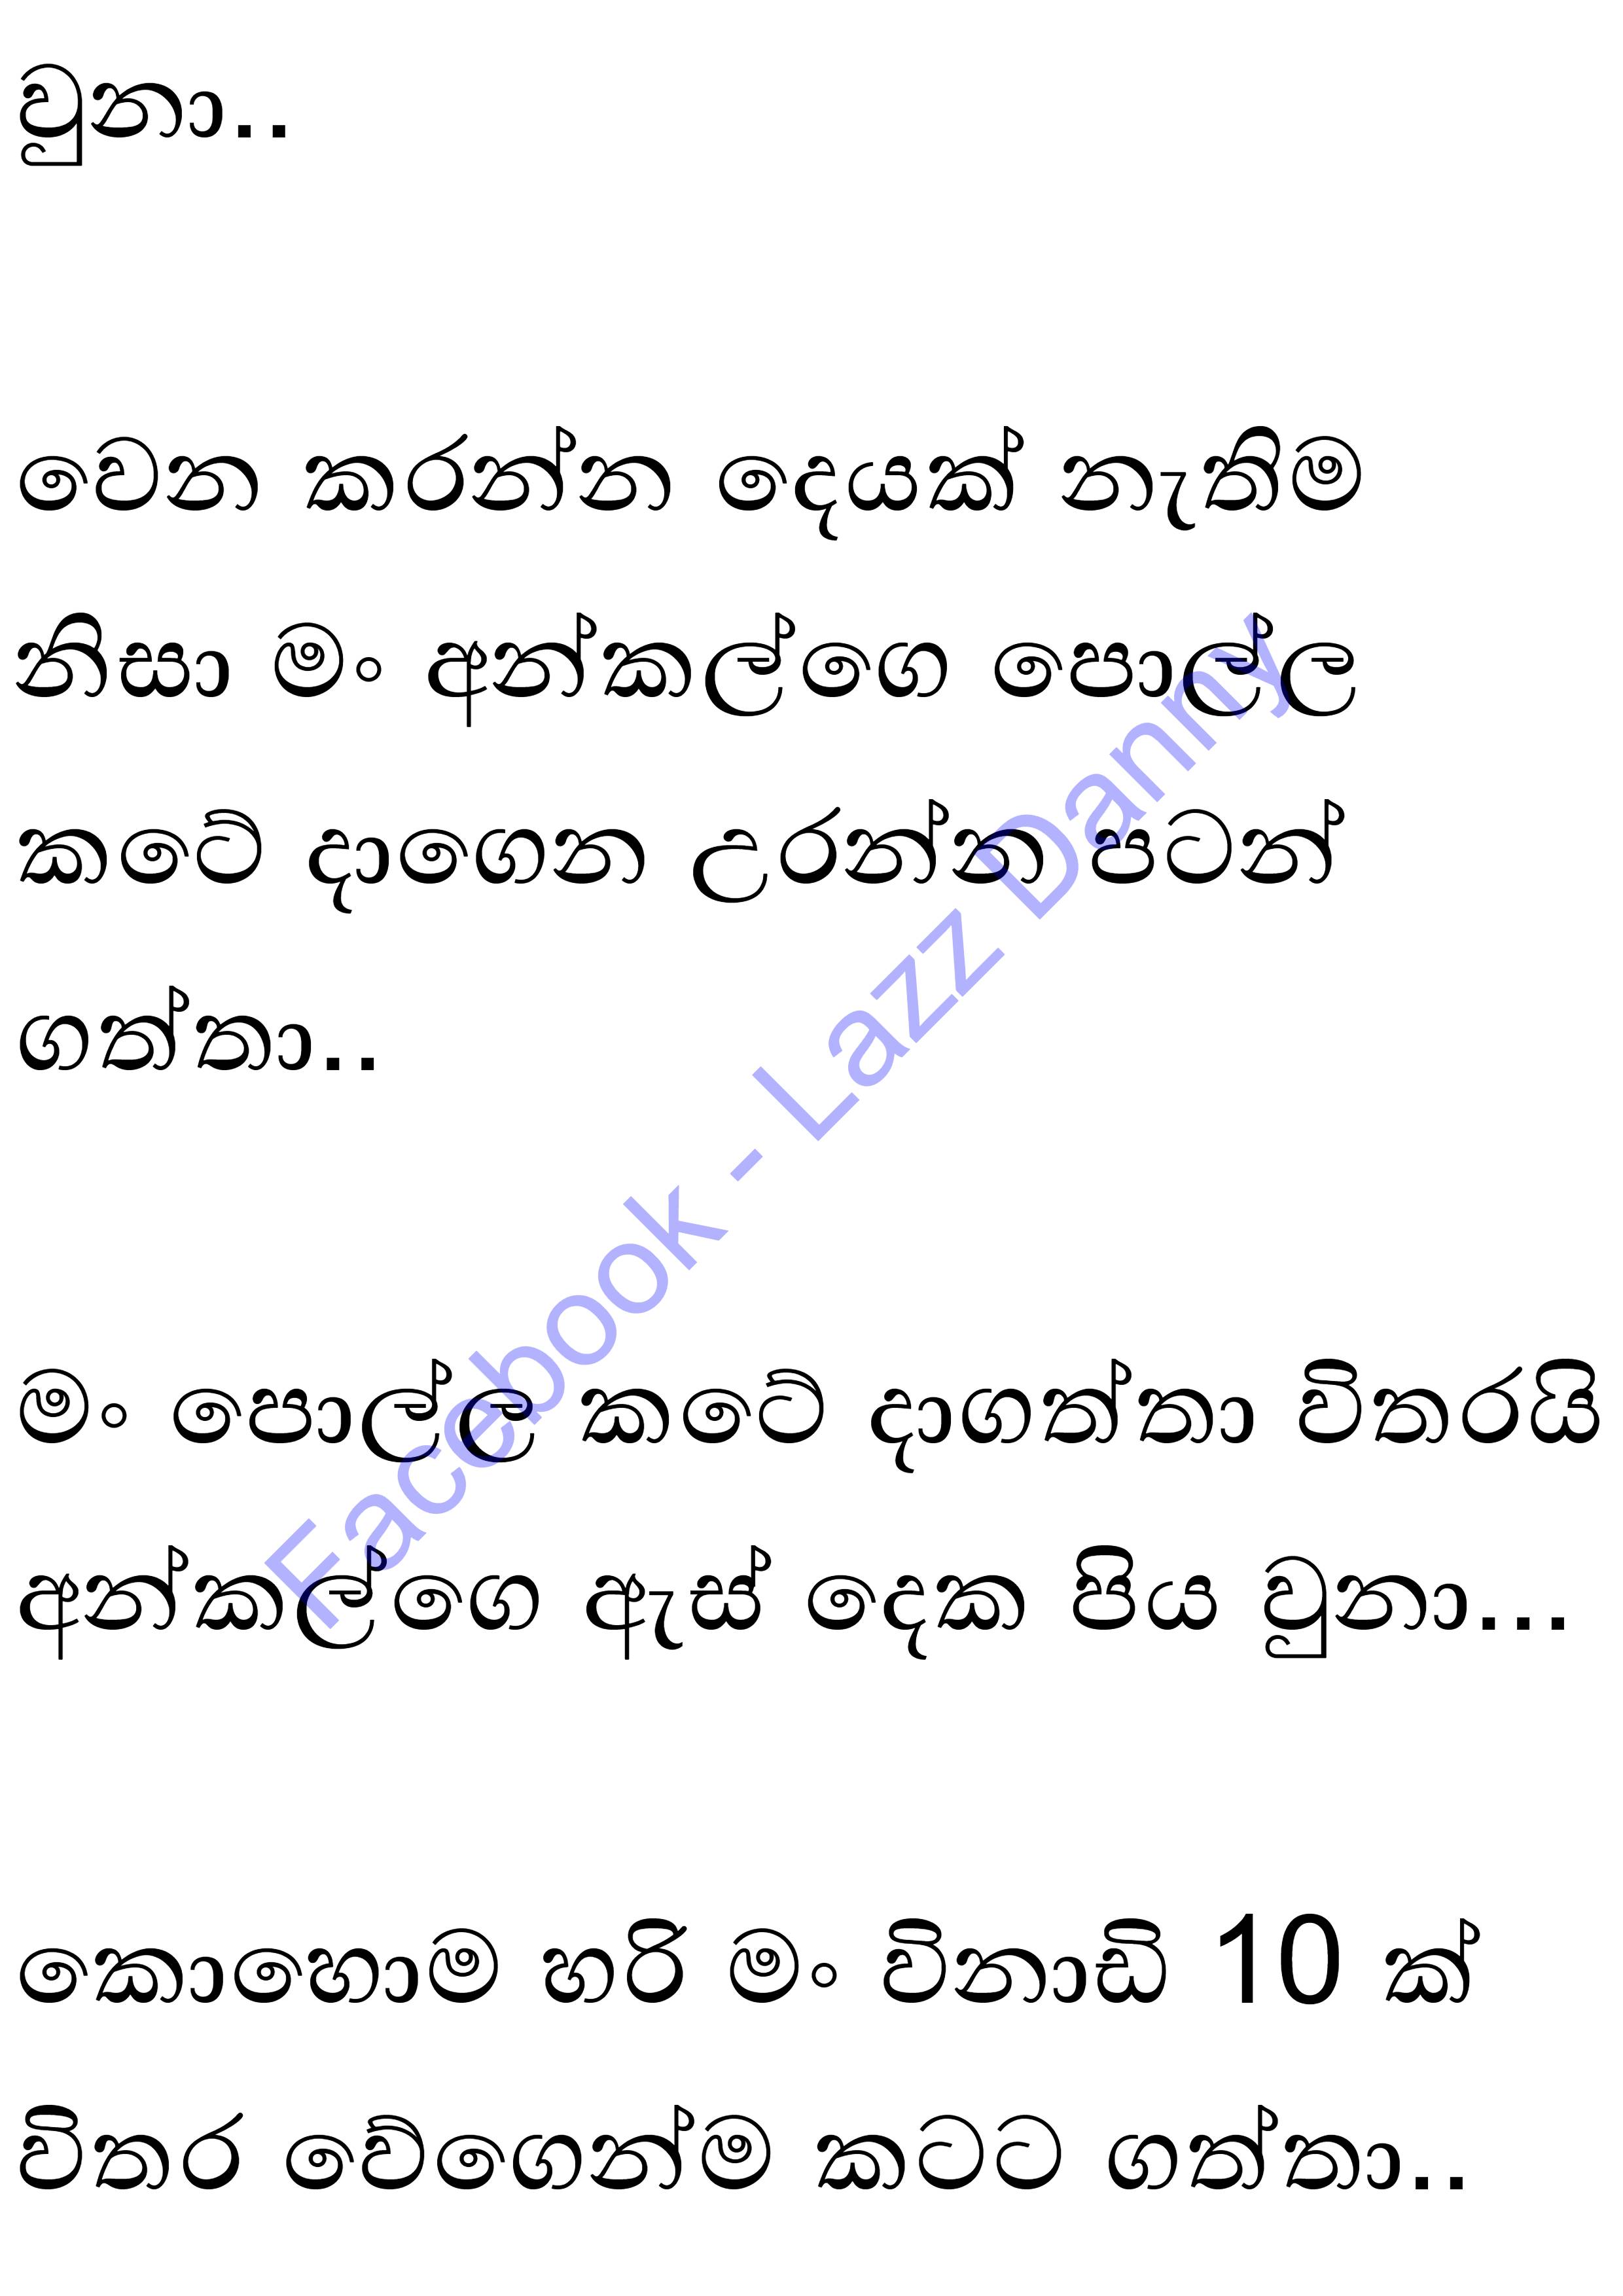 වුනා..
වෙන කරන්න දෙයක් නැතිම
නිසා මං අන්කල්ගෙ පොල්ල
කටේ දාගෙන උරන්න පටන්
ගත්තා..
මං පොල්ල කටේ දාගත්තා විතරයි
අන්කල්ගෙ ඇස් දෙක පිය වුනා...
කොහොම හරි මං විනාඩි 10 ක්
විතර වේගෙන්ම කටට ගත්තා..
Facebook - Lazz Danny